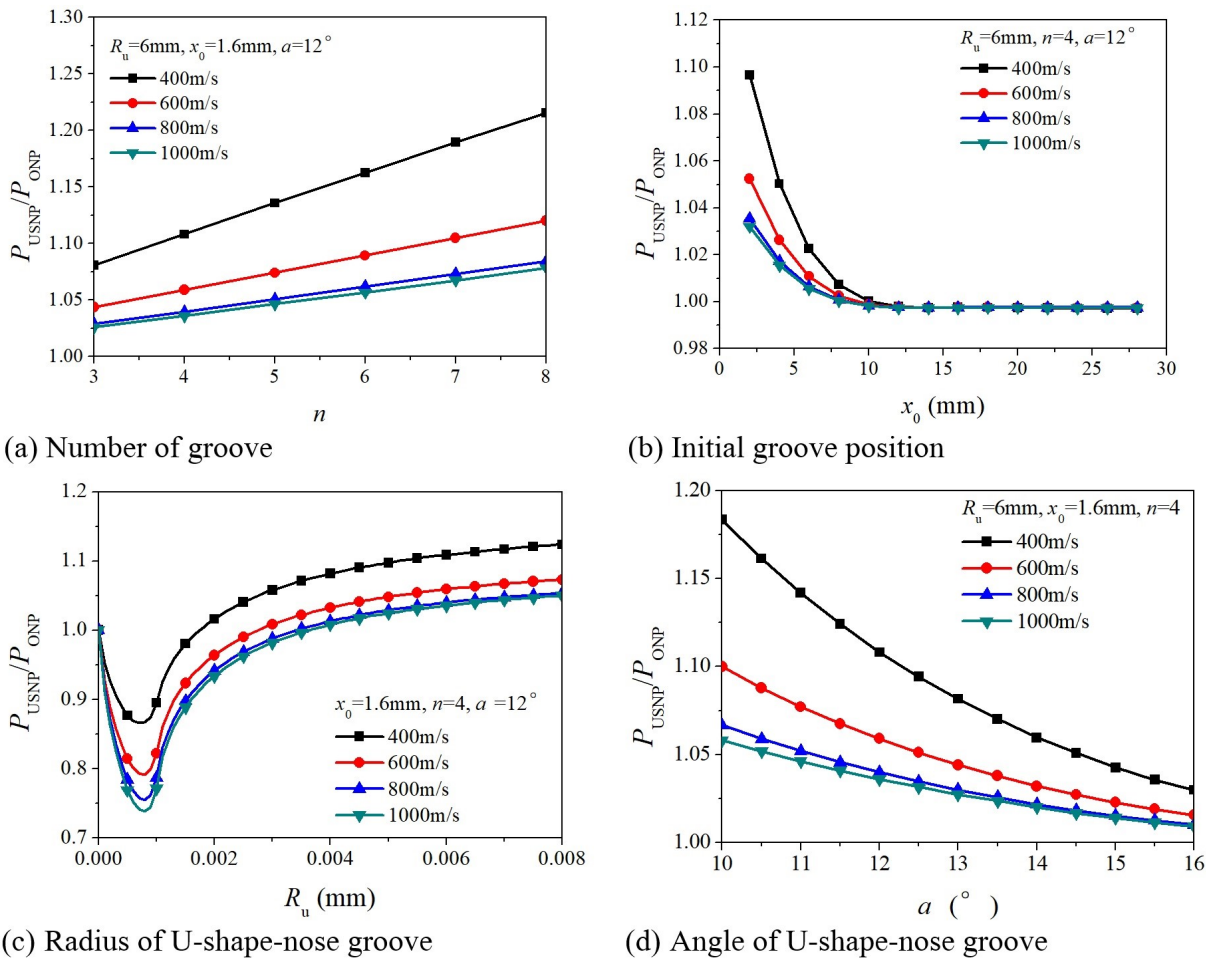 1.30
1.25
1.20
1.15
1.10
1.05
1.00
P_USNP/P_ONP
R_u=6mm, x_0=1.6mm, a=12°
400m/s
600m/s
800m/s
1000m/s
3 4 5 6 7 8
n
(a) Number of groove
1.12
1.10
1.08
1.06
1.04
1.02
1.00
0.98
P_USNP/P_ONP
R_u=6mm, n=4, a=12°
400m/s
600m/s
800m/s
1000m/s
0 5 10 15 20 25 30
x_0 (mm)
(b) Initial groove position
1.2
1.1
1.0
0.9
0.8
0.7
P_USNP/P_ONP
x_0=1.6mm, n=4, a =12°
400m/s
600m/s
800m/s
1000m/s
0.000 0.002 0.004 0.006 0.008
R_u (mm)
(c) Radius of U-shape-nose groove
1.20
1.15
1.10
1.05
1.00
P_USNP/P_ONP
R_u=6mm, x_0=1.6mm, n=4
400m/s
600m/s
800m/s
1000m/s
10 11 12 13 14 15 16
a (°)
(d) Angle of U-shape-nose groove